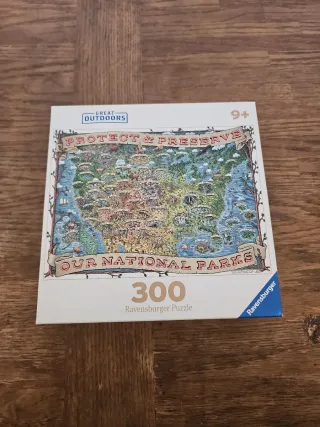 GREAT
OUTDOORS
9+
PROTECT & PRESERVE
OUR NATIONAL PARKS
300
Ravensburger Puzzle
Ravensburger